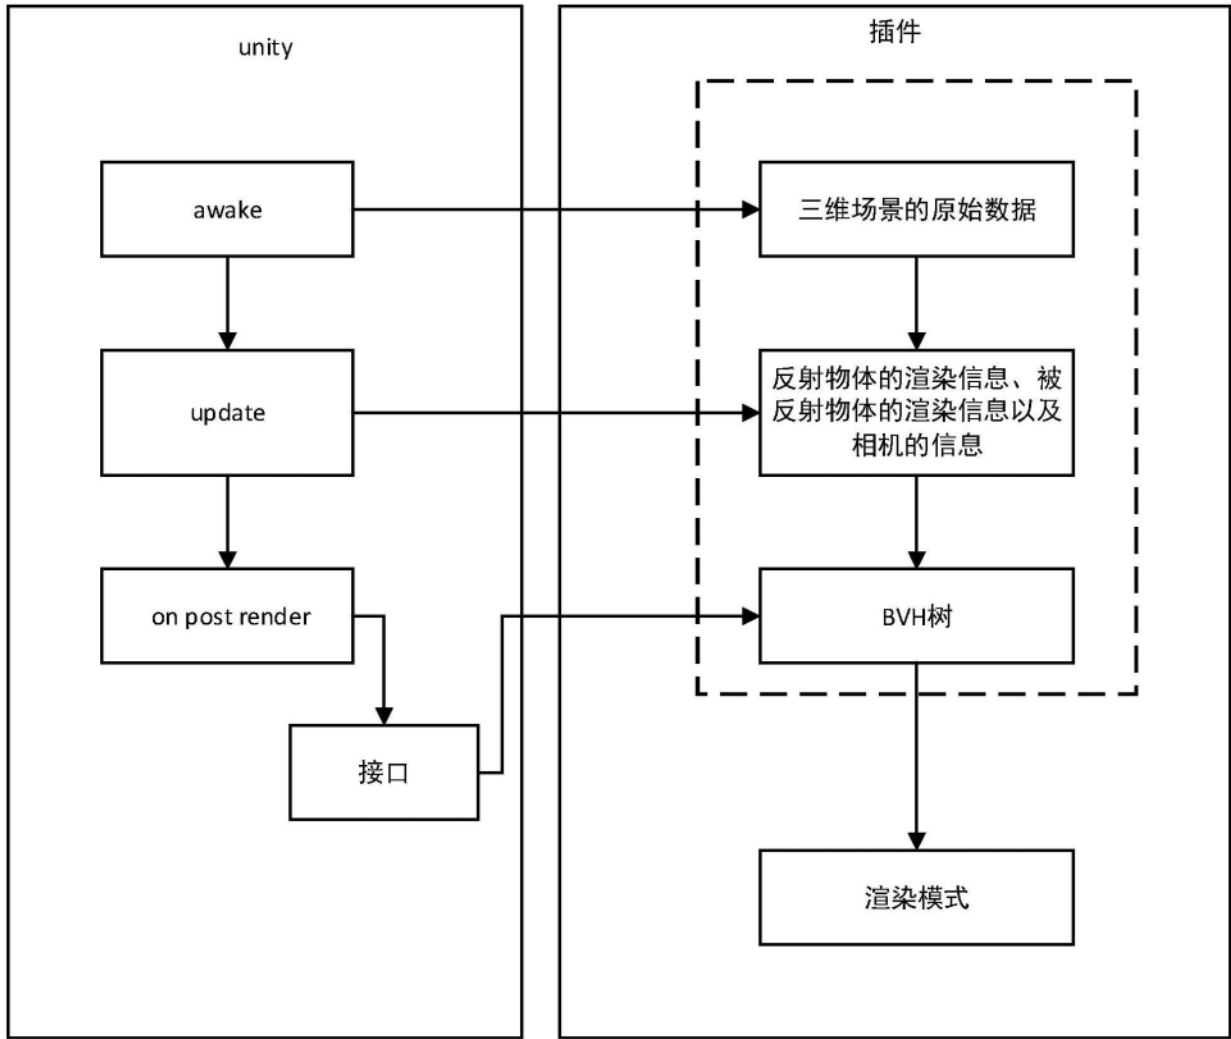 unity
插件
awake
三维场景的原始数据
update
反射物体的渲染信息、被
反射物体的渲染信息以及
相机的信息
on post render
BVH树
接口
渲染模式